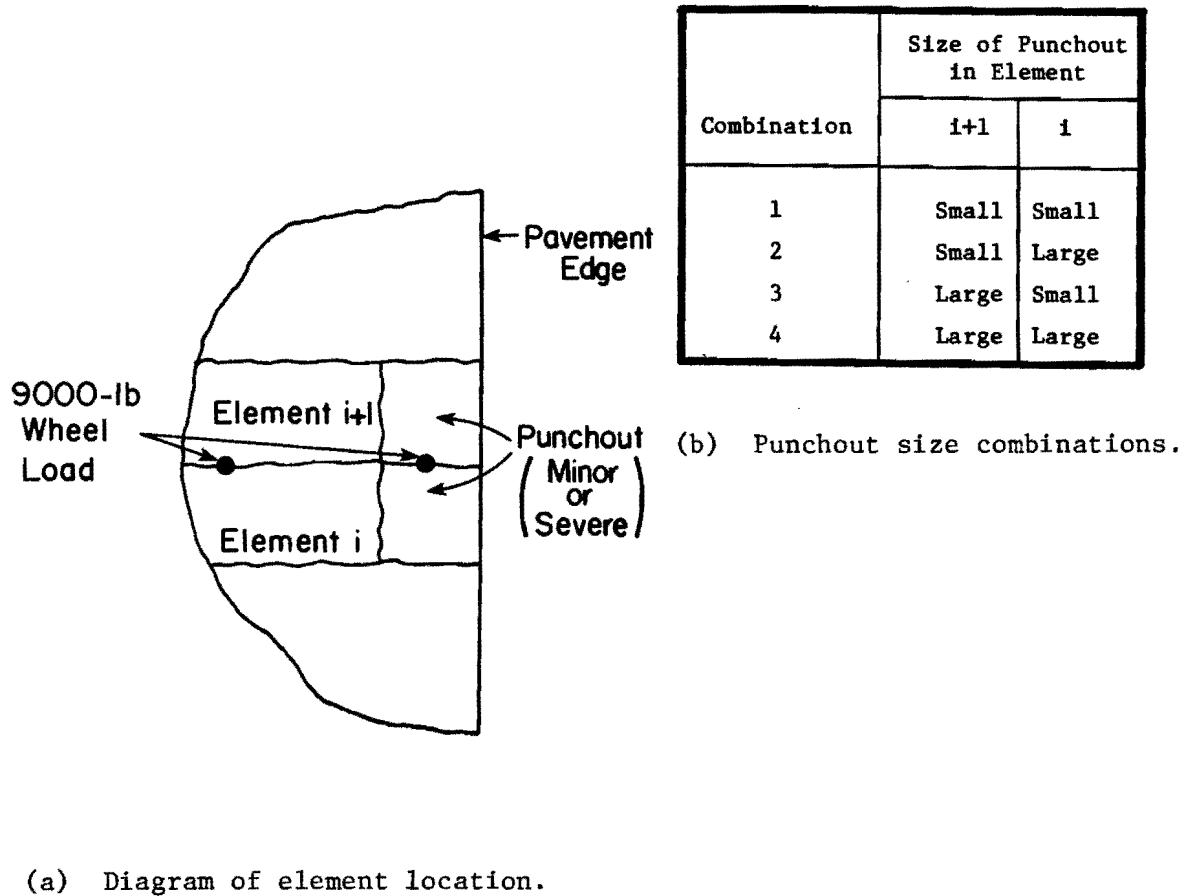 Size of Punchout
in Element
Combination i+1 i
1 Small Small
2 Small Large
3 Large Small
4 Large Large
(b) Punchout size combinations.
Pavement
Edge
9000-lb
Wheel
Load
Element i+1
Punchout
(Minor
or
Severe)
Element i
(a) Diagram of element location.